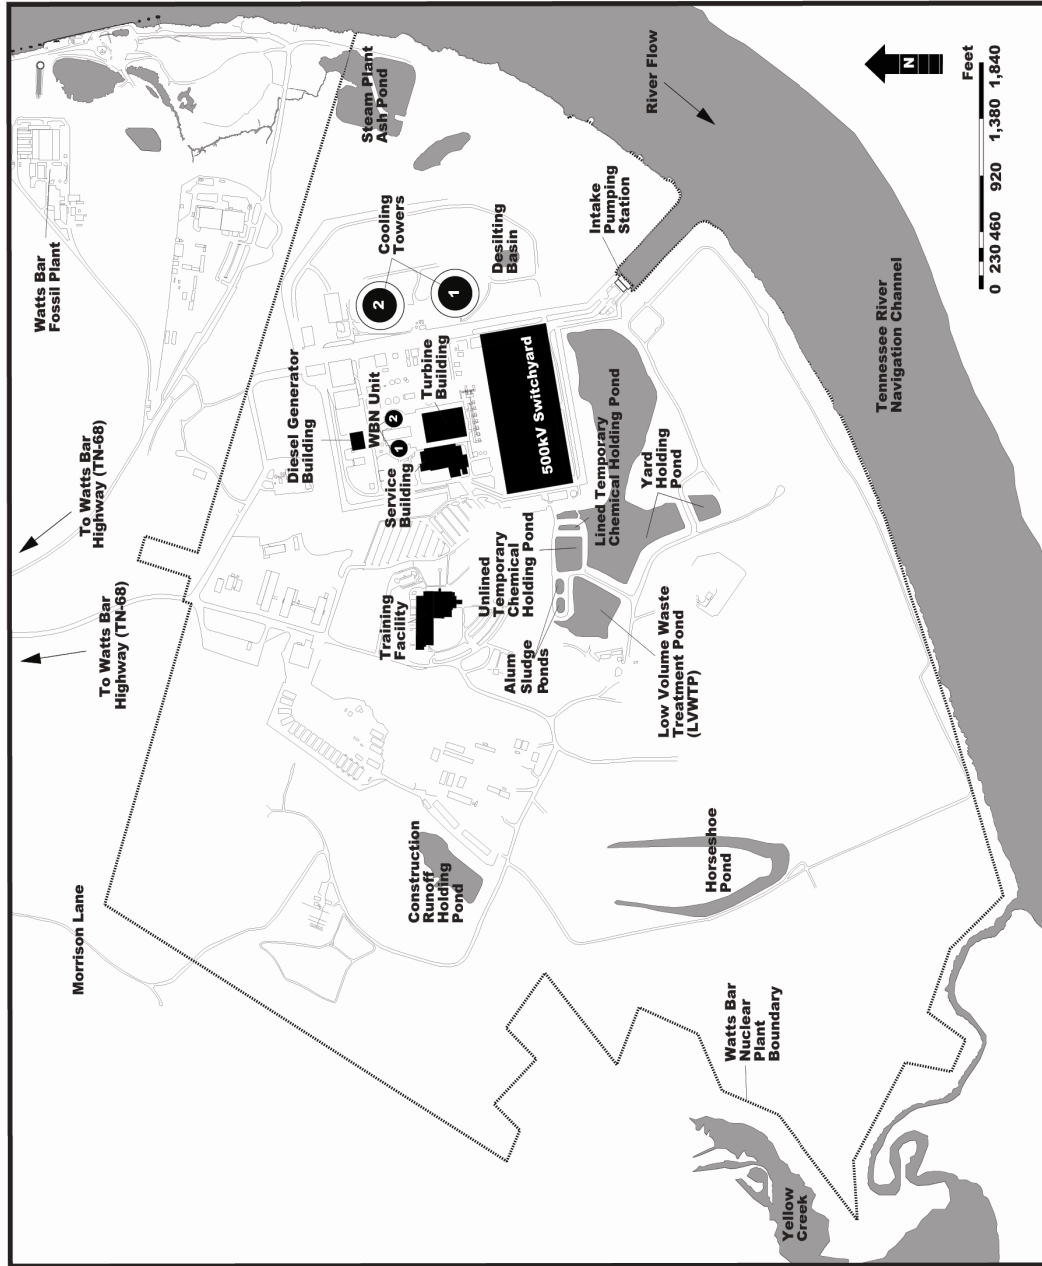 Morrison Lane
To Watts Bar
Highway (TN-68)
To Watts Bar
Highway (TN-68)
Watts Bar
Fossil Plant
Steam Plant
Ash Pond
River Flow
N
Feet
0 230 460 920 1,380 1,840
Cooling
Towers
2
1
Desilting
Basin
Intake
Pumping
Station
Diesel Generator
Building
WBN Unit
1
2
Turbine
Building
Service
Building
500kV Switchyard
Training
Facility
Unlined
Temporary
Chemical
Holding Pond
Lined Temporary
Chemical Holding Pond
Yard
Holding
Pond
Alum
Sludge
Ponds
Low Volume Waste
Treatment Pond
(LVWTP)
Tennessee River
Navigation Channel
Construction
Runoff
Holding
Pond
Horseshoe
Pond
Watts Bar
Nuclear
Plant
Boundary
Yellow
Creek